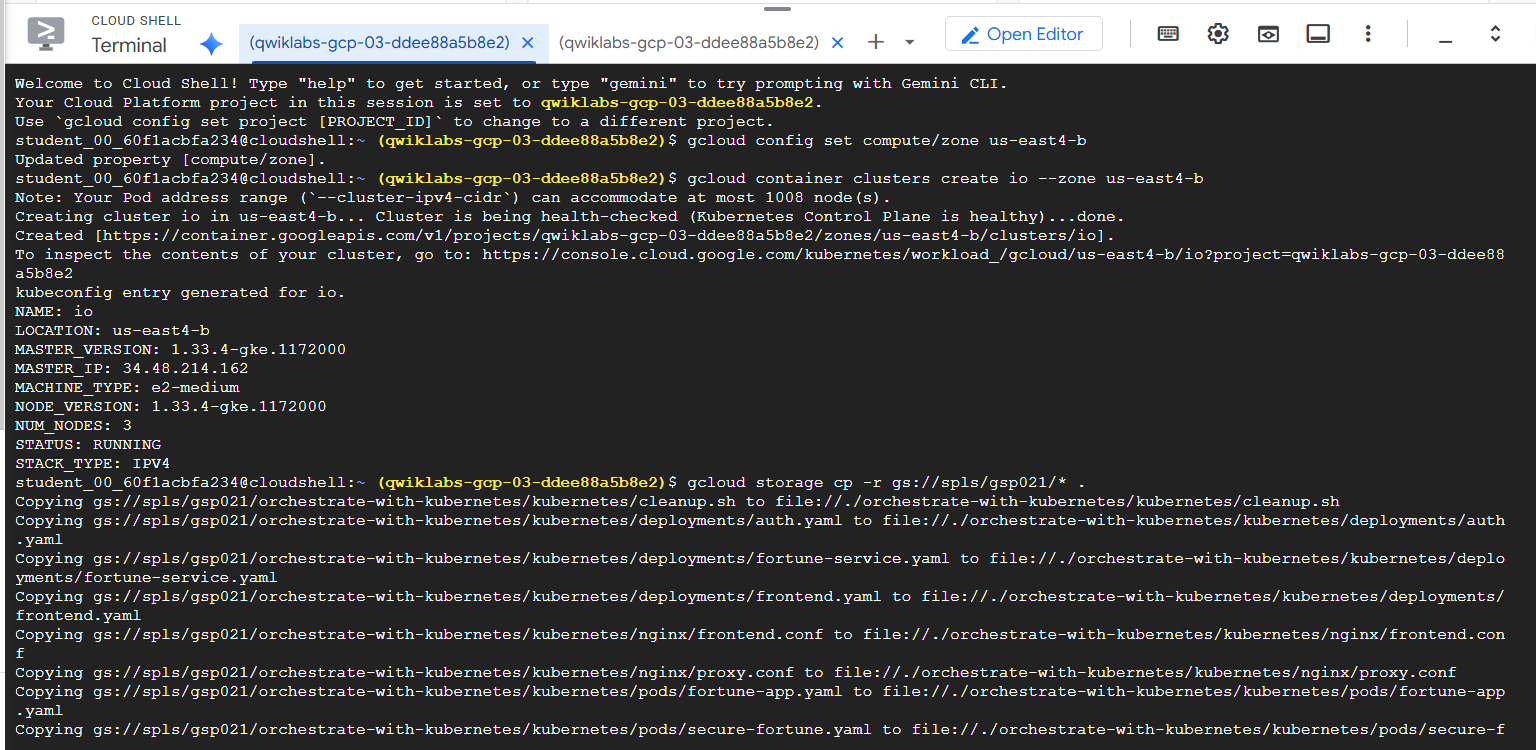 CLOUD SHELL
Terminal
(qwiklabs-gcp-03-ddee88a5b8e2)
(qwiklabs-gcp-03-ddee88a5b8e2)
Open Editor
Welcome to Cloud Shell! Type "help" to get started, or type "gemini" to try prompting with Gemini CLI.
Your Cloud Platform project in this session is set to qwiklabs-gcp-03-ddee88a5b8e2.
Use `gcloud config set project [PROJECT_ID]` to change to a different project.
student_00_60f1acbfa234@cloudshell:~ (qwiklabs-gcp-03-ddee88a5b8e2)$ gcloud config set compute/zone us-east4-b
Updated property [compute/zone].
student_00_60f1acbfa234@cloudshell:~ (qwiklabs-gcp-03-ddee88a5b8e2)$ gcloud container clusters create io --zone us-east4-b
Note: Your Pod address range (`--cluster-ipv4-cidr`) can accommodate at most 1008 node(s).
Creating cluster io in us-east4-b... Cluster is being health-checked (Kubernetes Control Plane is healthy)...done.
Created [https://container.googleapis.com/v1/projects/qwiklabs-gcp-03-ddee88a5b8e2/zones/us-east4-b/clusters/io].
To inspect the contents of your cluster, go to: https://console.cloud.google.com/kubernetes/workload_/gcloud/us-east4-b/io?project=qwiklabs-gcp-03-ddee88
a5b8e2
kubeconfig entry generated for io.
NAME: io
LOCATION: us-east4-b
MASTER_VERSION: 1.33.4-gke.1172000
MASTER_IP: 34.48.214.162
MACHINE_TYPE: e2-medium
NODE_VERSION: 1.33.4-gke.1172000
NUM_NODES: 3
STATUS: RUNNING
STACK_TYPE: IPV4
student_00_60f1acbfa234@cloudshell:~ (qwiklabs-gcp-03-ddee88a5b8e2)$ gcloud storage cp -r gs://spls/gsp021/* .
Copying gs://spls/gsp021/orchestrate-with-kubernetes/kubernetes/cleanup.sh to file://./orchestrate-with-kubernetes/kubernetes/cleanup.sh
Copying gs://spls/gsp021/orchestrate-with-kubernetes/kubernetes/deployments/auth.yaml to file://./orchestrate-with-kubernetes/kubernetes/deployments/auth
.yaml
Copying gs://spls/gsp021/orchestrate-with-kubernetes/kubernetes/deployments/fortune-service.yaml to file://./orchestrate-with-kubernetes/kubernetes/deplo
yments/fortune-service.yaml
Copying gs://spls/gsp021/orchestrate-with-kubernetes/kubernetes/deployments/frontend.yaml to file://./orchestrate-with-kubernetes/kubernetes/deployments/
frontend.yaml
Copying gs://spls/gsp021/orchestrate-with-kubernetes/kubernetes/nginx/frontend.conf to file://./orchestrate-with-kubernetes/kubernetes/nginx/frontend.con
f
Copying gs://spls/gsp021/orchestrate-with-kubernetes/kubernetes/nginx/proxy.conf to file://./orchestrate-with-kubernetes/kubernetes/nginx/proxy.conf
Copying gs://spls/gsp021/orchestrate-with-kubernetes/kubernetes/pods/fortune-app.yaml to file://./orchestrate-with-kubernetes/kubernetes/pods/fortune-app
.yaml
Copying gs://spls/gsp021/orchestrate-with-kubernetes/kubernetes/pods/secure-fortune.yaml to file://./orchestrate-with-kubernetes/kubernetes/pods/secure-f